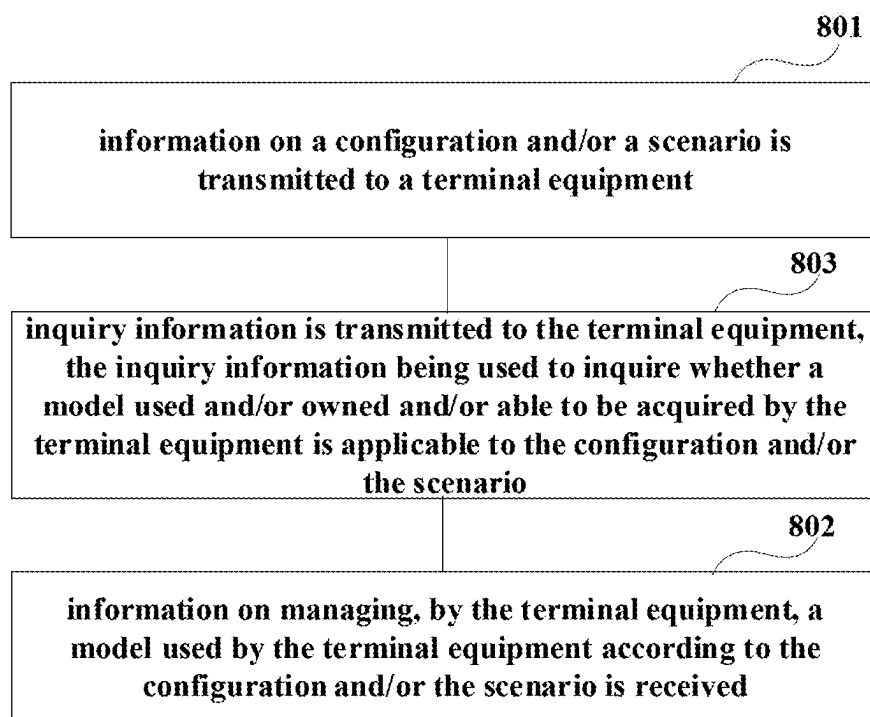 801
information on a configuration and/or a scenario is
transmitted to a terminal equipment
803
inquiry information is transmitted to the terminal equipment,
the inquiry information being used to inquire whether a
model used and/or owned and/or able to be acquired by the
terminal equipment is applicable to the configuration and/or
the scenario
802
information on managing, by the terminal equipment, a
model used by the terminal equipment according to the
configuration and/or the scenario is received